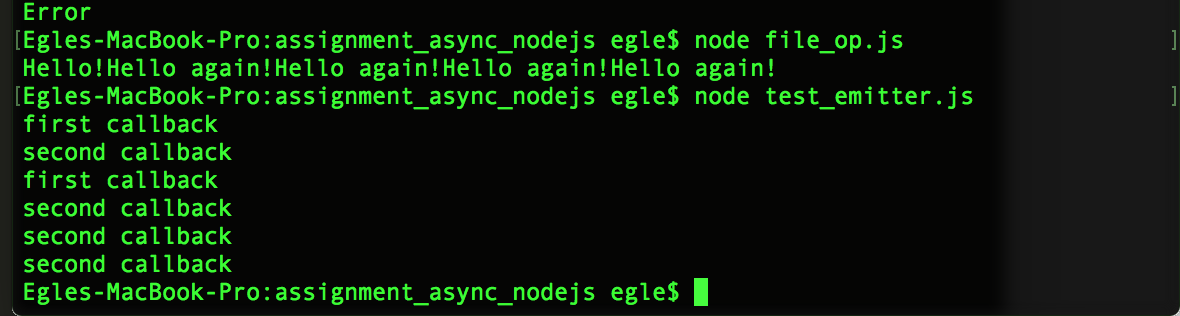 Error
[Egles-MacBook-Pro:assignment_async_nodejs egle$ node file_op.js ]
Hello!Hello again!Hello again!Hello again!Hello again!
[Egles-MacBook-Pro:assignment_async_nodejs egle$ node test_emitter.js ]
first callback
second callback
first callback
second callback
second callback
second callback
Egles-MacBook-Pro:assignment_async_nodejs egle$